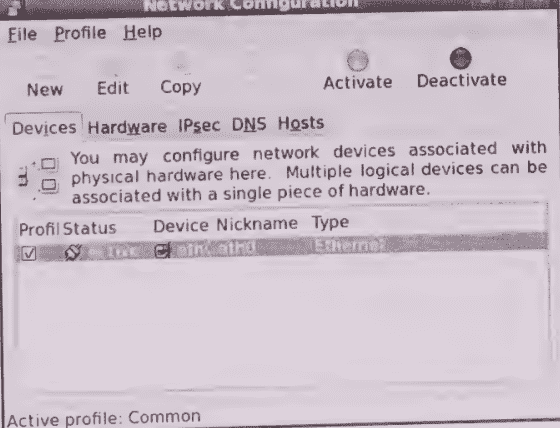 Network Configuration
File Profile Help
New Edit Copy Activate Deactivate
Devices Hardware IPsec DNS Hosts
You may configure network devices associated with
physical hardware here. Multiple logical devices can be
associated with a single piece of hardware.
Profil Status Device Nickname Type
eth0 Ethernet
Active profile: Common